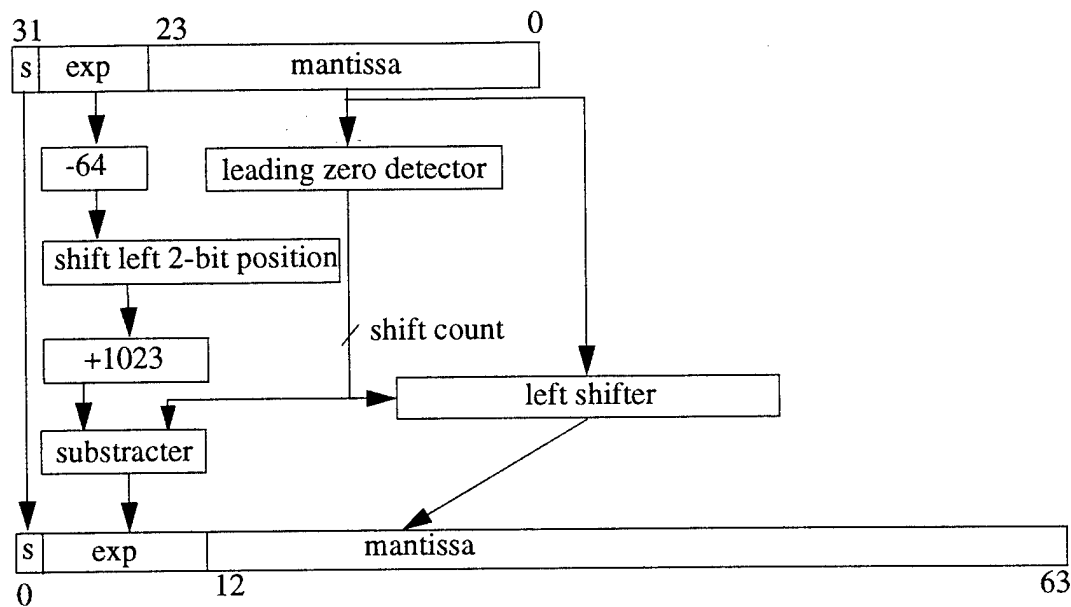 31 23 0
s exp mantissa
-64
leading zero detector
shift left 2-bit position
shift count
+1023
left shifter
substracter
s exp mantissa
0 12 63